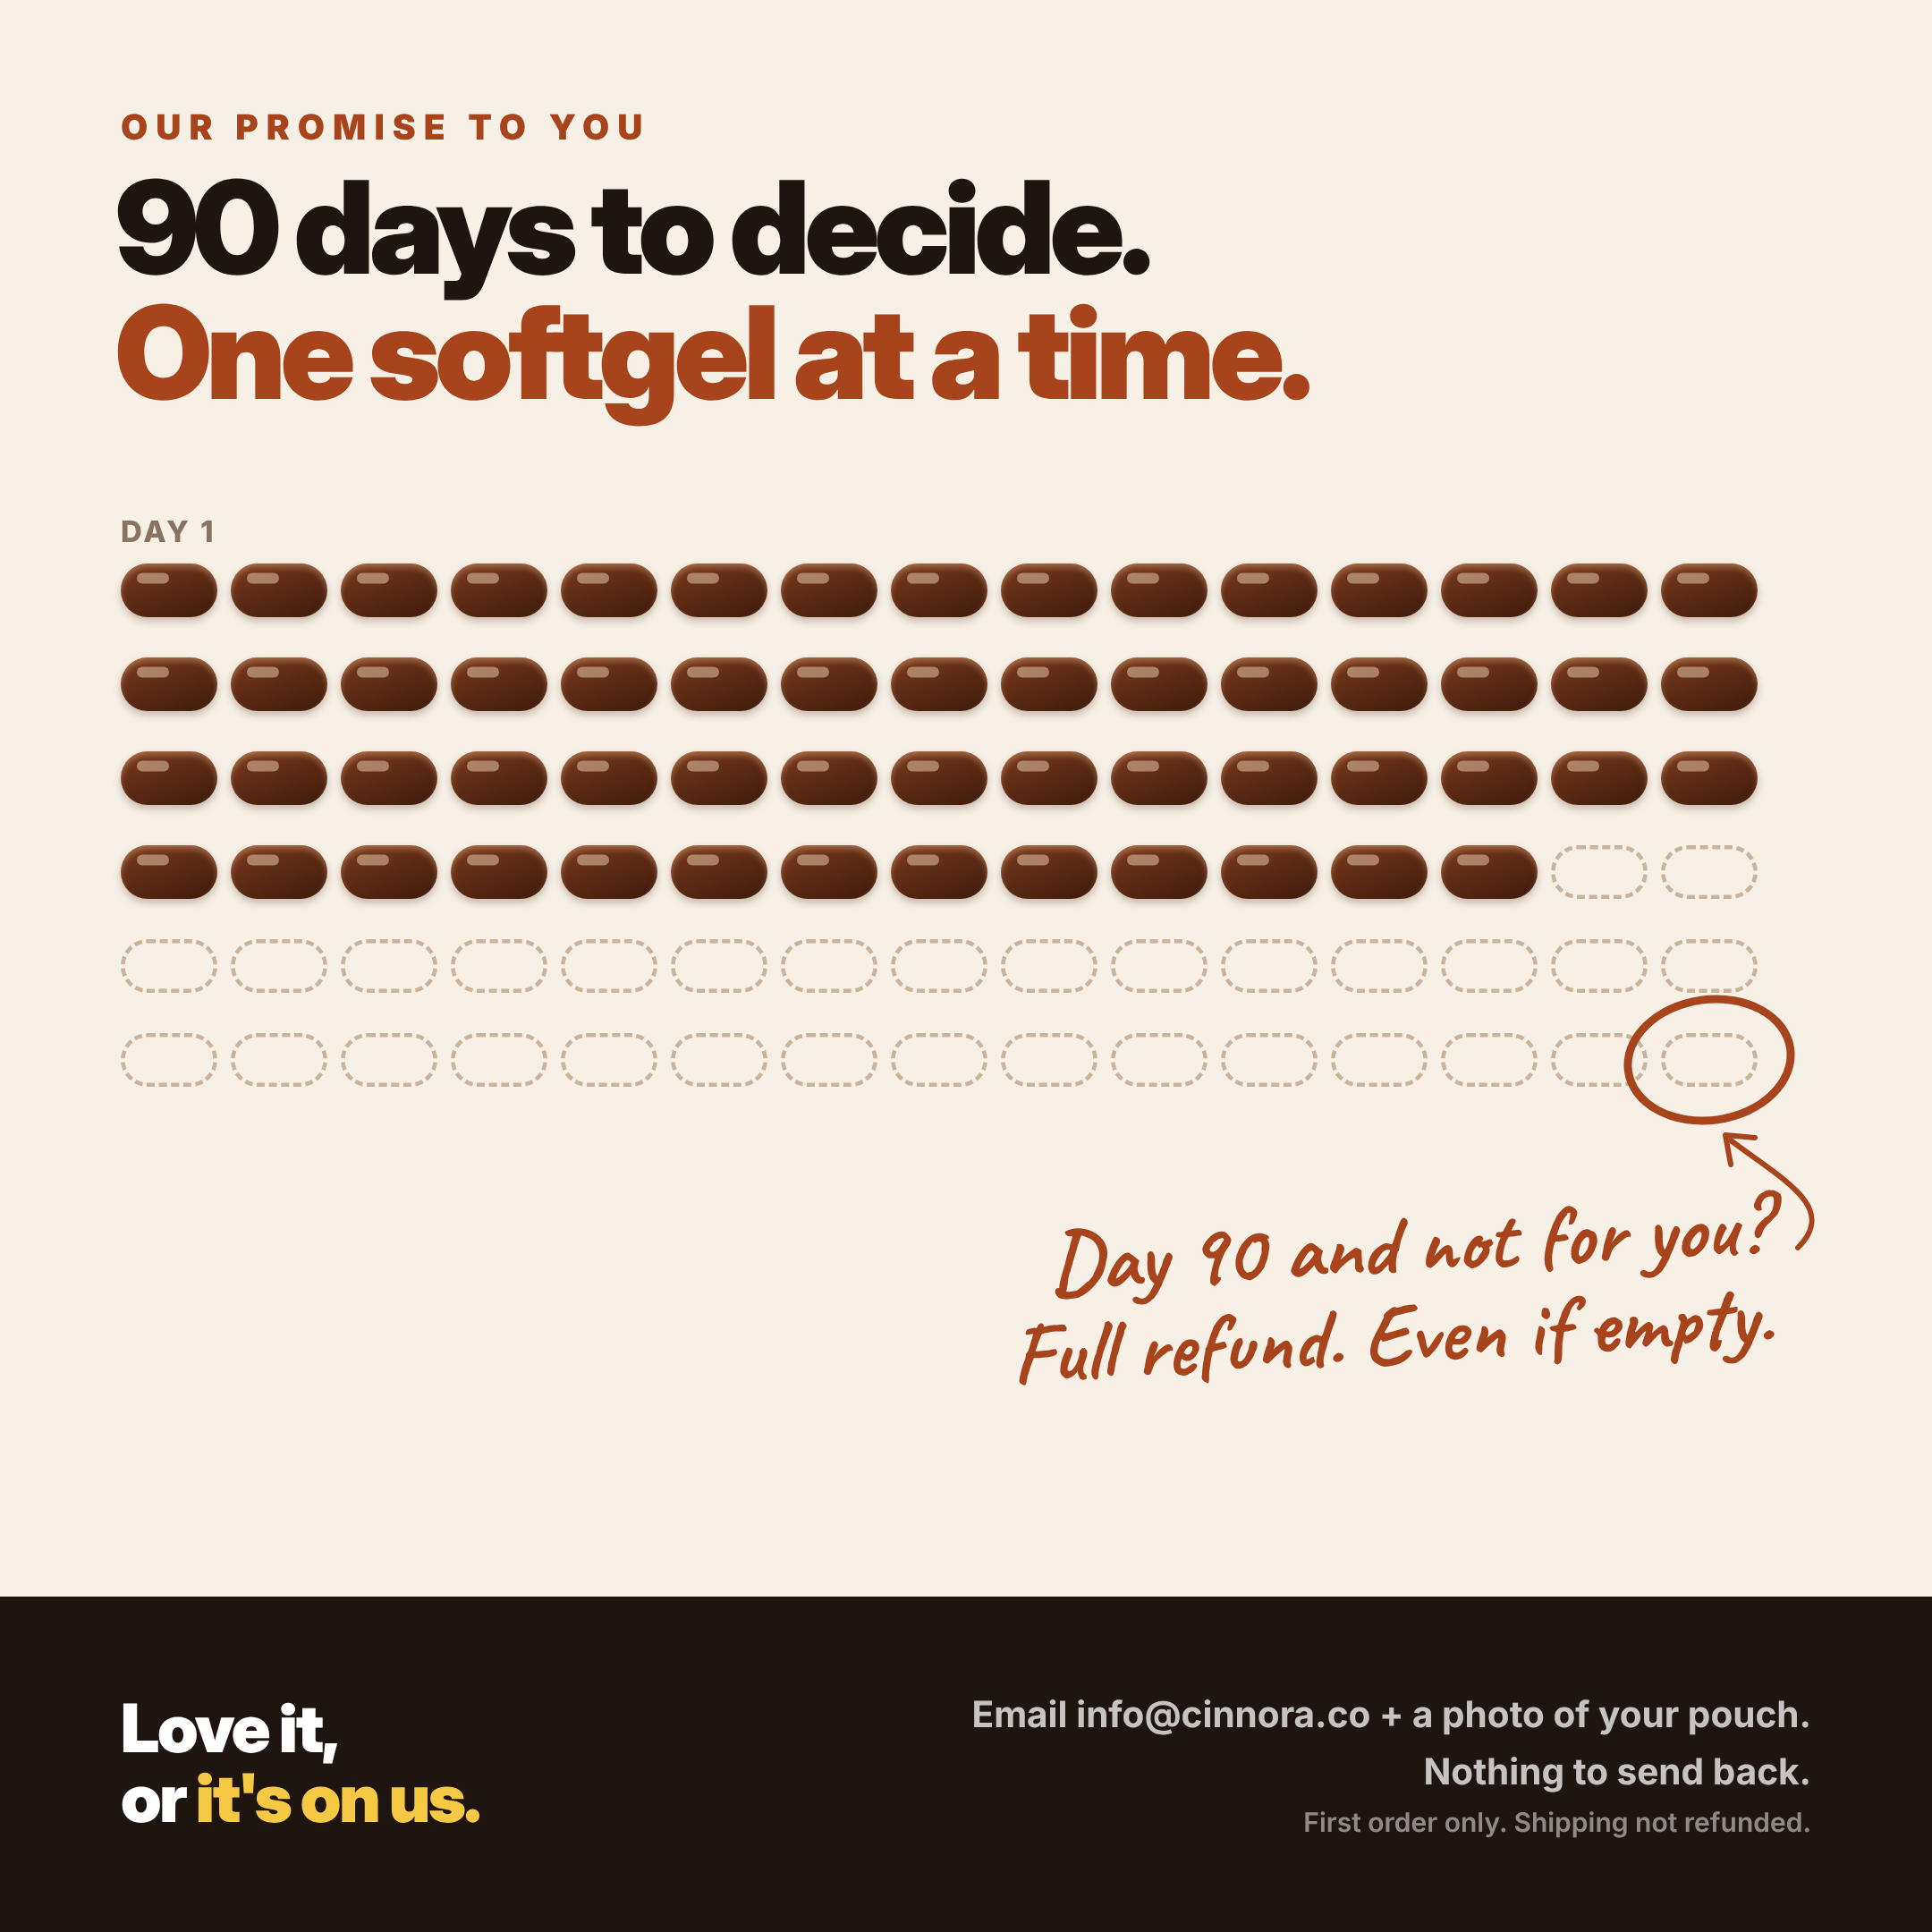 OUR PROMISE TO YOU
90 days to decide.
One softgel at a time.
DAY 1
Day 90 and not for you?
Full refund. Even if empty.
Love it,
or it's on us.
Email info@cinnora.co + a photo of your pouch.
Nothing to send back.
First order only. Shipping not refunded.